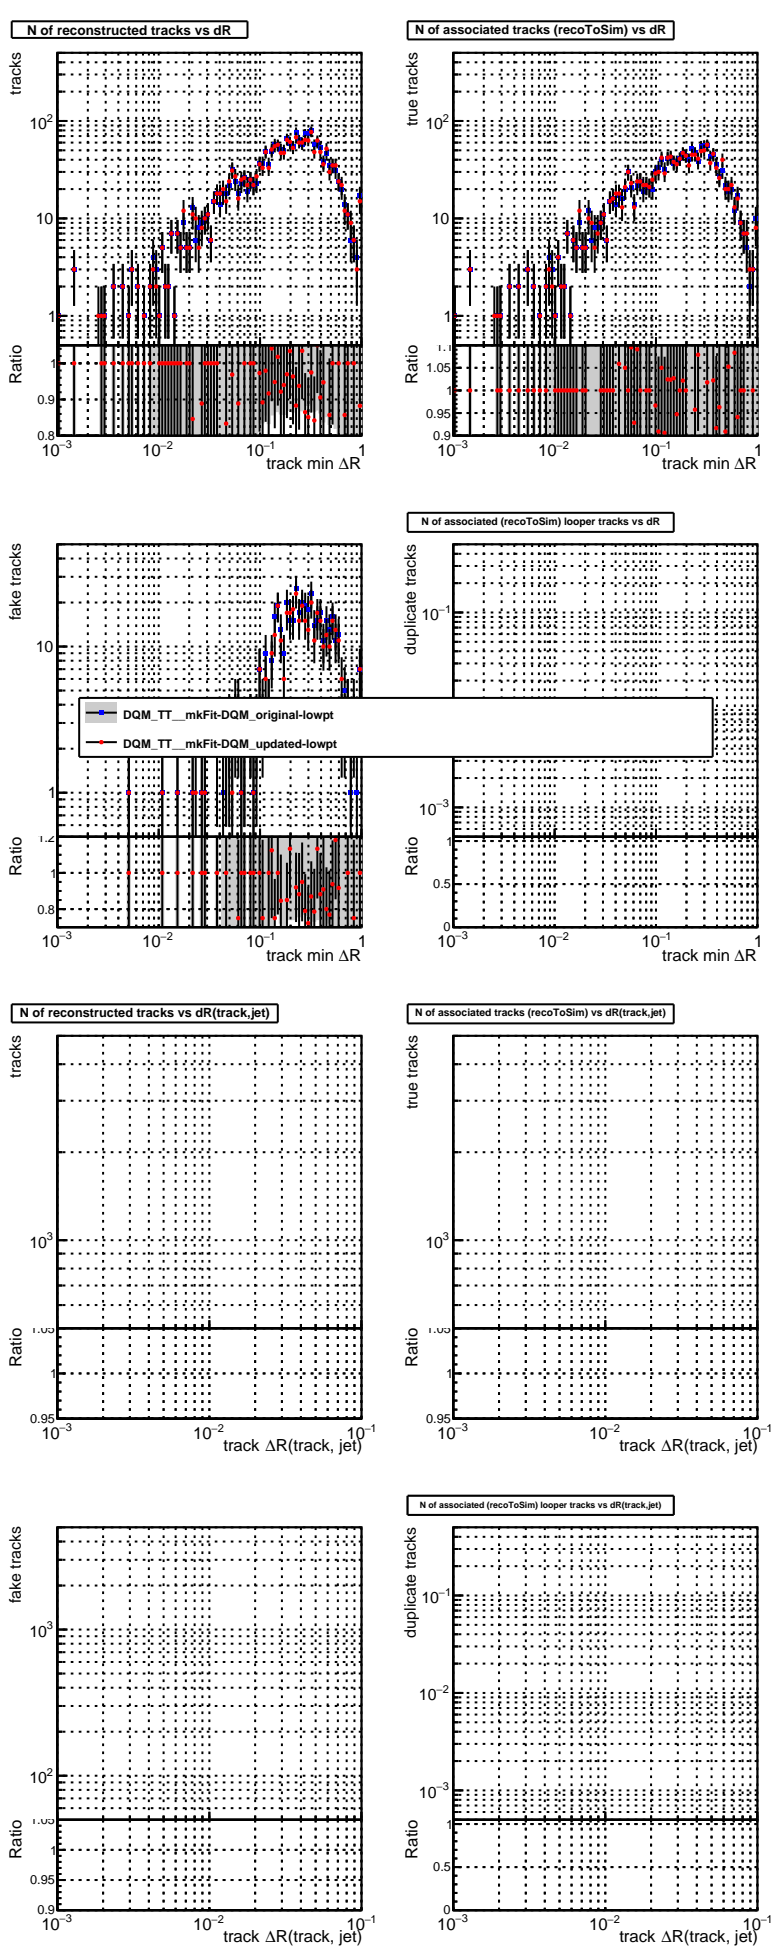 N of reconstructed tracks vs dR
tracks
10²
10
1
Ratio
1
0.9
0.8
10⁻³
10⁻²
10⁻¹
1
track min ΔR
N of associated tracks (recoToSim) vs dR
true tracks
10²
10
1
Ratio
1.1
1.05
1
0.95
0.9
10⁻³
10⁻²
10⁻¹
1
track min ΔR
fake tracks
10
1
Ratio
1.2
1
0.8
10⁻³
10⁻²
10⁻¹
1
track min ΔR
N of associated (recoToSim) looper tracks vs dR
duplicate tracks
10⁻¹
10⁻³
Ratio
1
0.5
0
10⁻³
10⁻²
10⁻¹
1
track min ΔR
DQM_TT__mkFit-DQM_original-lowpt
DQM_TT__mkFit-DQM_updated-lowpt
N of reconstructed tracks vs dR(track,jet)
tracks
10³
Ratio
1.05
1
0.95
10⁻³
10⁻²
10⁻¹
track ΔR(track, jet)
N of associated tracks (recoToSim) vs dR(track,jet)
true tracks
10³
Ratio
1.05
1
0.95
10⁻³
10⁻²
10⁻¹
track ΔR(track, jet)
fake tracks
10³
10²
Ratio
1.05
1
0.95
0.9
10⁻³
10⁻²
10⁻¹
track ΔR(track, jet)
N of associated (recoToSim) looper tracks vs dR(track,jet)
duplicate tracks
10⁻¹
10⁻²
10⁻³
Ratio
1
0.5
0
10⁻³
10⁻²
10⁻¹
track ΔR(track, jet)